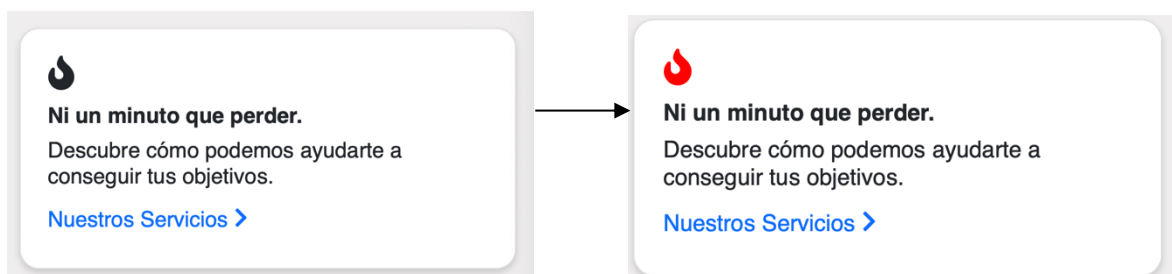 Ni un minuto que perder.
Descubre cómo podemos ayudarte a
conseguir tus objetivos.
Nuestros Servicios
Ni un minuto que perder.
Descubre cómo podemos ayudarte a
conseguir tus objetivos.
Nuestros Servicios